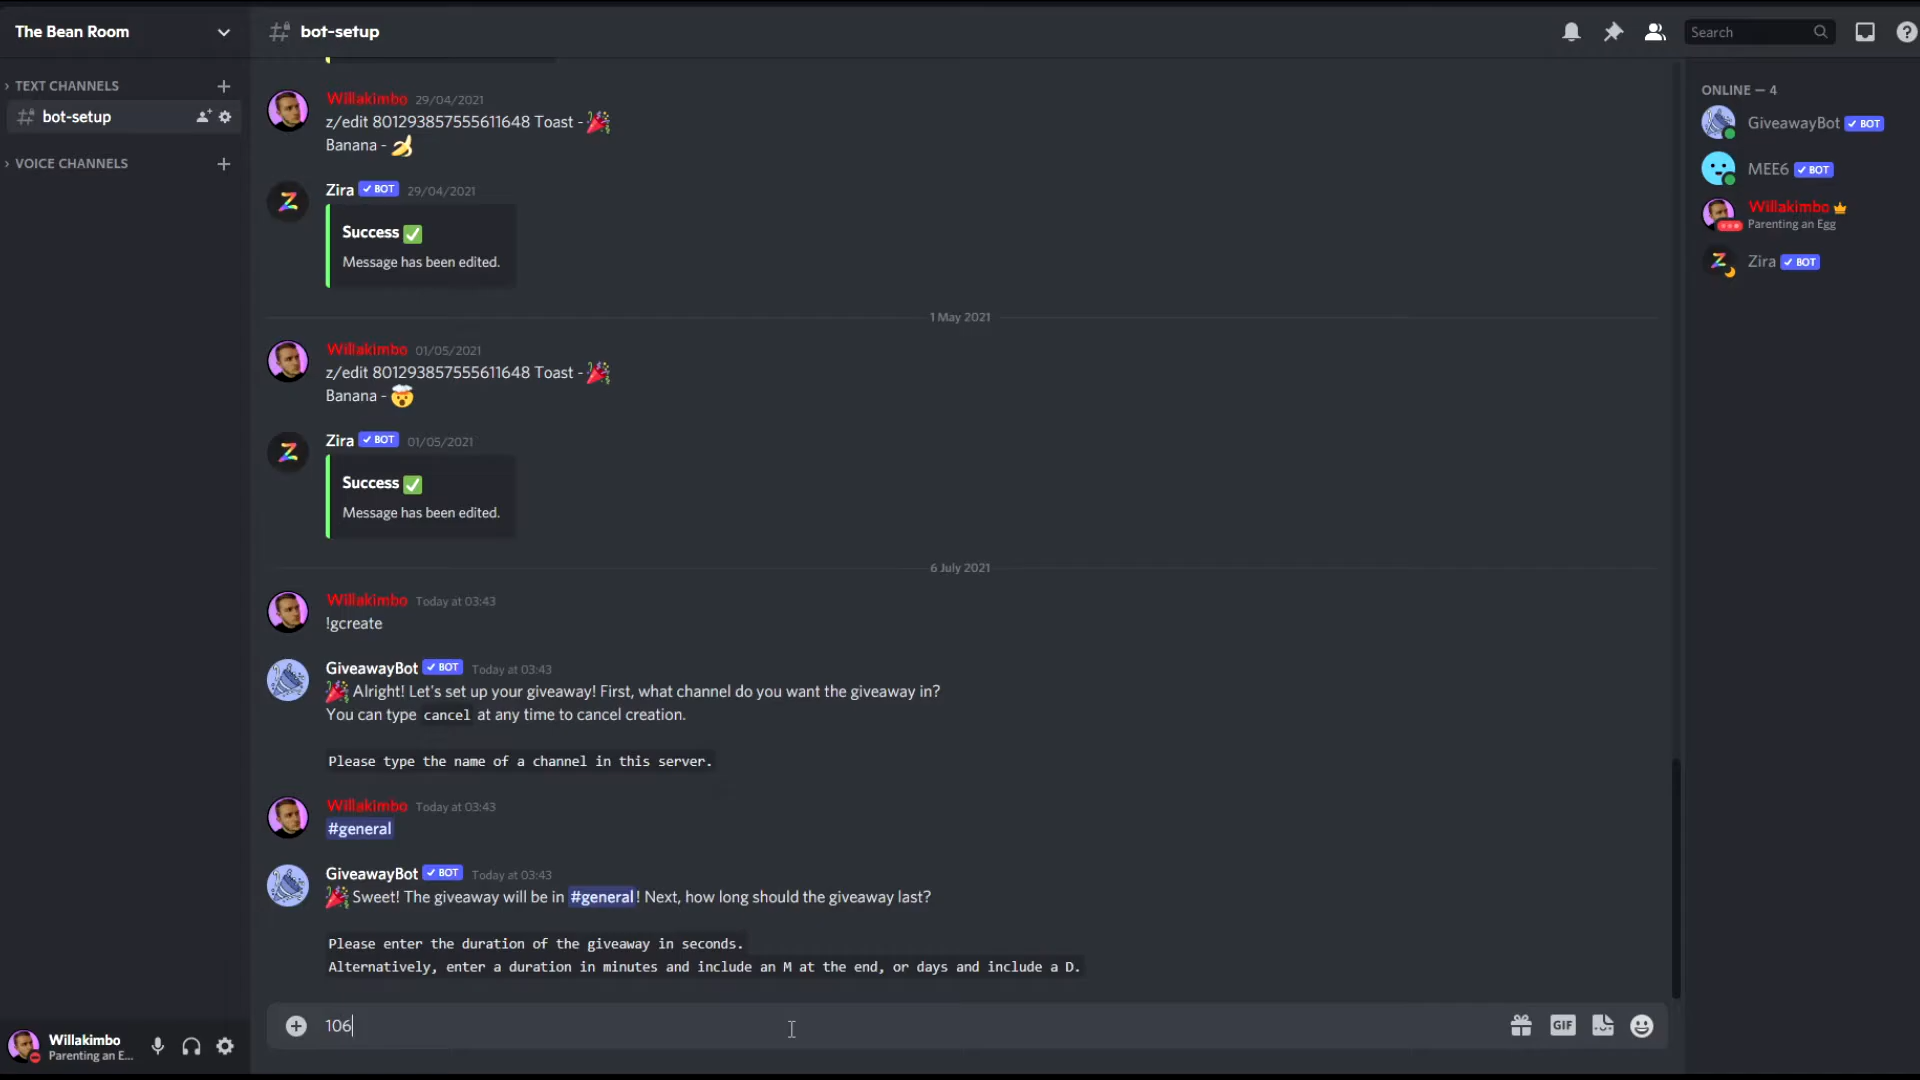 The Bean Room
bot-setup
Search
TEXT CHANNELS
bot-setup
VOICE CHANNELS
Willakimbo 29/04/2021
z/edit 801293857555611648 Toast - 🎉
Banana - 🍌
Zira ✓ BOT 29/04/2021
Success ✅
Message has been edited.
1 May 2021
Willakimbo 01/05/2021
z/edit 801293857555611648 Toast - 🎉
Banana - 🤯
Zira ✓ BOT 01/05/2021
Success ✅
Message has been edited.
6 July 2021
Willakimbo Today at 03:43
!gcreate
GiveawayBot ✓ BOT Today at 03:43
🎉 Alright! Let's set up your giveaway! First, what channel do you want the giveaway in?
You can type cancel at any time to cancel creation.
Please type the name of a channel in this server.
Willakimbo Today at 03:43
#general
GiveawayBot ✓ BOT Today at 03:43
🎉 Sweet! The giveaway will be in #general! Next, how long should the giveaway last?
Please enter the duration of the giveaway in seconds.
Alternatively, enter a duration in minutes and include an M at the end, or days and include a D.
106
GIF
Willakimbo
Parenting an E...
ONLINE — 4
GiveawayBot ✓ BOT
MEE6 ✓ BOT
Willakimbo
Parenting an Egg
Zira ✓ BOT